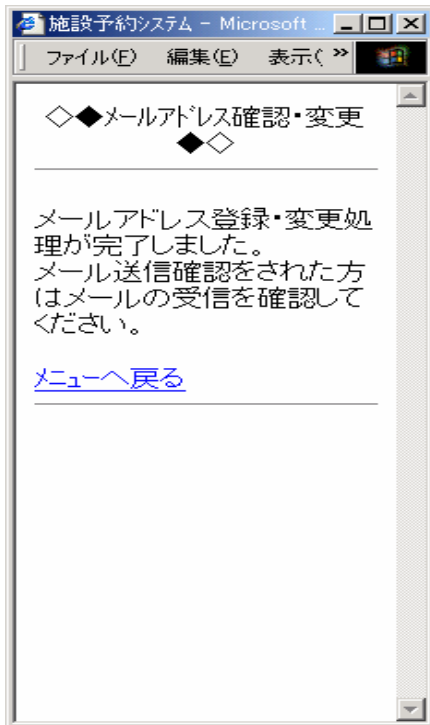 施設予約システム - Microsoft ...
ファイル(F) 編集(E) 表示( »
◇◆メールアドレス確認・変更
◆◇
メールアドレス登録・変更処
理が完了しました。
メール送信確認をされた方
はメールの受信を確認して
ください。
メニューへ戻る